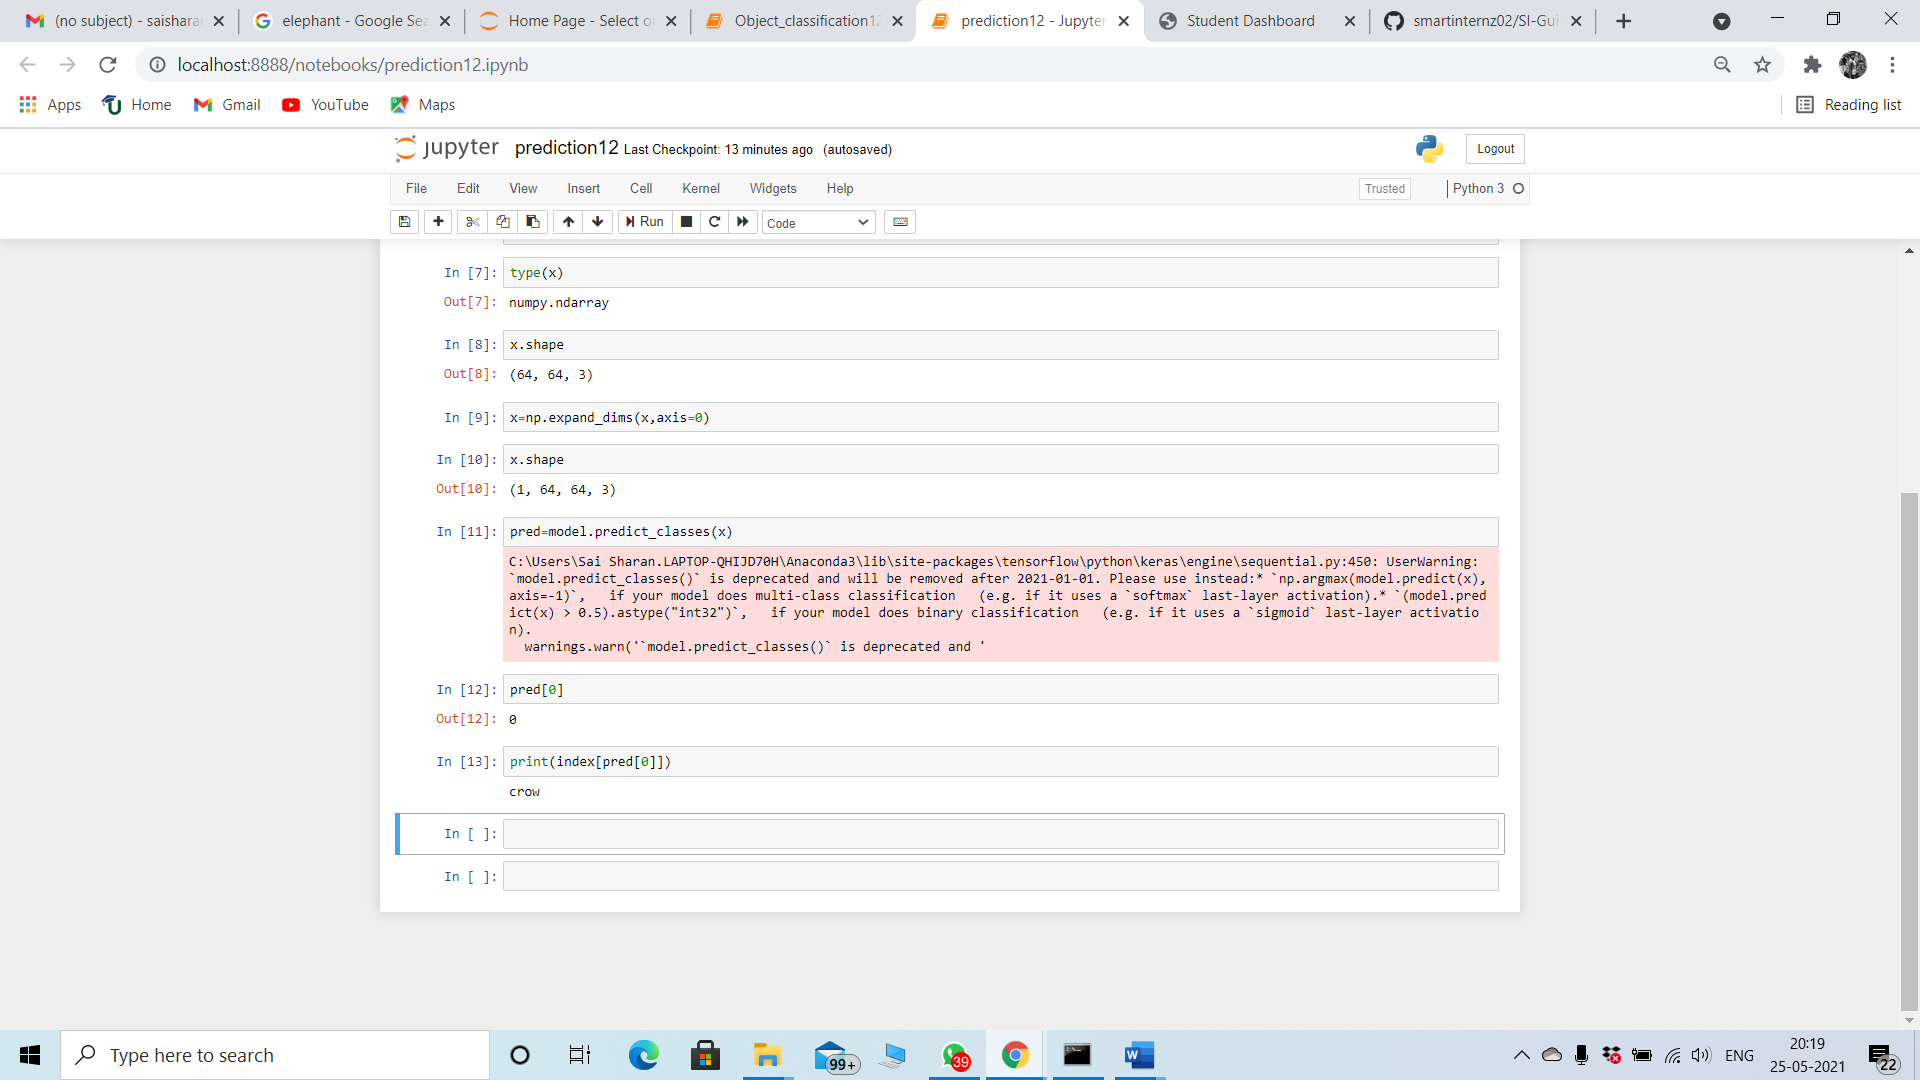 (no subject) - saishara
elephant - Google Sea
Home Page - Select o
Object_classification12
prediction12 - Jupyter
Student Dashboard
smartinternz02/SI-Gui
localhost:8888/notebooks/prediction12.ipynb
Apps
Home
Gmail
YouTube
Maps
Reading list
jupyter
prediction12 Last Checkpoint: 13 minutes ago (autosaved)
Logout
File Edit View Insert Cell Kernel Widgets Help
Trusted
Python 3
Run
Code
In [7]: type(x)
Out[7]: numpy.ndarray
In [8]: x.shape
Out[8]: (64, 64, 3)
In [9]: x=np.expand_dims(x,axis=0)
In [10]: x.shape
Out[10]: (1, 64, 64, 3)
In [11]: pred=model.predict_classes(x)
C:\Users\Sai Sharan.LAPTOP-QHIJD70H\Anaconda3\lib\site-packages\tensorflow\python\keras\engine\sequential.py:450: UserWarning:
`model.predict_classes()` is deprecated and will be removed after 2021-01-01. Please use instead:* `np.argmax(model.predict(x),
axis=-1)`,   if your model does multi-class classification   (e.g. if it uses a `softmax` last-layer activation).* `(model.pred
ict(x) > 0.5).astype("int32")`,   if your model does binary classification   (e.g. if it uses a `sigmoid` last-layer activatio
n).
warnings.warn('`model.predict_classes()` is deprecated and '
In [12]: pred[0]
Out[12]: 0
In [13]: print(index[pred[0]])
crow
In [ ]:
In [ ]:
Type here to search
99+
39
W
ENG
20:19
25-05-2021
22